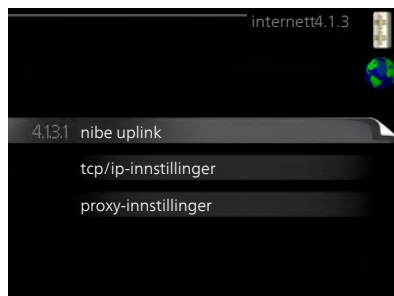 internett4.1.3
4.1.3.1 nibe uplink
tcp/ip-innstillinger
proxy-innstillinger